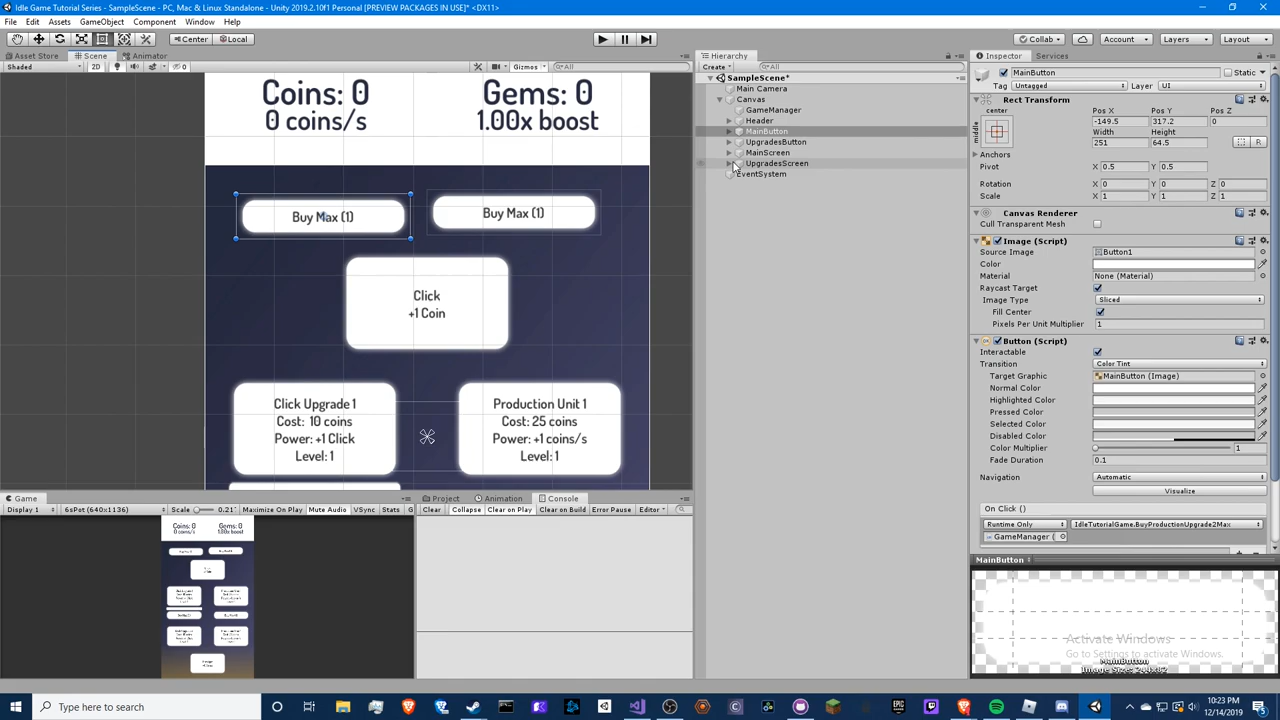 Idle Game Tutorial Series - SampleScene - PC, Mac & Linux Standalone - Unity 2019.2.10f1 Personal [PREVIEW PACKAGES IN USE]* <DX11>
File Edit Assets GameObject Component Window Help
Center Local Collab Account Layers Layout
Asset Store Scene Animator
Shaded 2D 0 Gizmos All
Coins: 0 Gems: 0
0 coins/s 1.00x boost
Buy Max (1) Buy Max (1)
Click
+1 Coin
Click Upgrade 1
Cost: 10 coins
Power: +1 Click
Level: 1
Production Unit 1
Cost: 25 coins
Power: +1 coins/s
Level: 1
Hierarchy
Create All
SampleScene*
Main Camera
Canvas
GameManager
Header
MainButton
UpgradesButton
MainScreen
UpgradesScreen
EventSystem
Inspector Services
MainButton Static
Tag Untagged Layer UI
Rect Transform
center Pos X Pos Y Pos Z
middle -149.5 317.2 0
Width Height
251 64.5 R
Anchors
Pivot X 0.5 Y 0.5
Rotation X 0 Y 0 Z 0
Scale X 1 Y 1 Z 1
Canvas Renderer
Cull Transparent Mesh
Image (Script)
Source Image Button1
Color
Material None (Material)
Raycast Target
Image Type Sliced
Fill Center
Pixels Per Unit Multiplier 1
Button (Script)
Interactable
Transition Color Tint
Target Graphic MainButton (Image)
Normal Color
Highlighted Color
Pressed Color
Selected Color
Disabled Color
Color Multiplier 1
Fade Duration 0.1
Navigation Automatic
Visualize
On Click ()
Runtime Only IdleTutorialGame.BuyProductionUpgrade2Max
GameManager (
MainButton
Activate Windows
Go to Settings to activate Windows.
MainButton
Image Size: 244x82
Game
Display 1 6sPot (640x1136) Scale 0.21 Maximize On Play Mute Audio VSync Stats G
Project Animation Console
Clear Collapse Clear on Play Clear on Build Error Pause Editor
Type here to search
10:23 PM
12/14/2019